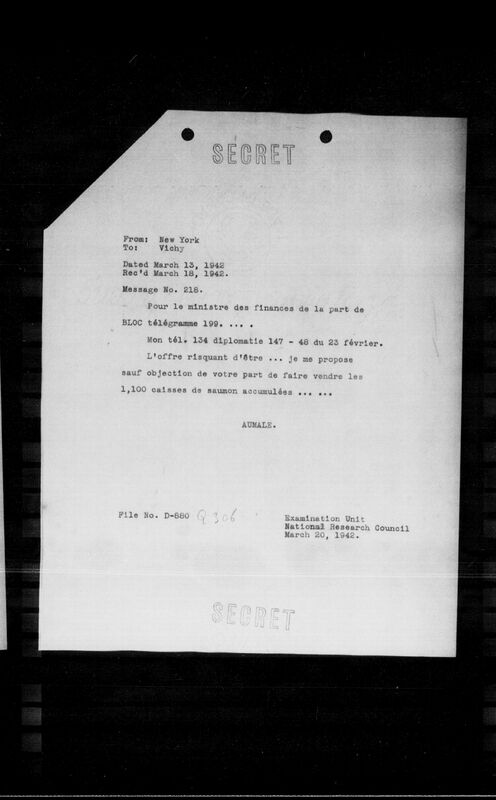 SECRET
From: New York
To: Vichy
Dated March 13, 1942
Rec'd March 18, 1942.
Message No. 218.
Pour le ministre des finances de la part de
BLOC télégramme 199. ... .
Mon tél. 134 diplomatie 147 - 48 du 23 février.
L'offre risquant d'être ... je me propose
sauf objection de votre part de faire vendre les
1,100 caisses de saumon accumulées ... ...
AUMALE.
File No. D-880 Q 306
Examination Unit
National Research Council
March 20, 1942.
SECRET